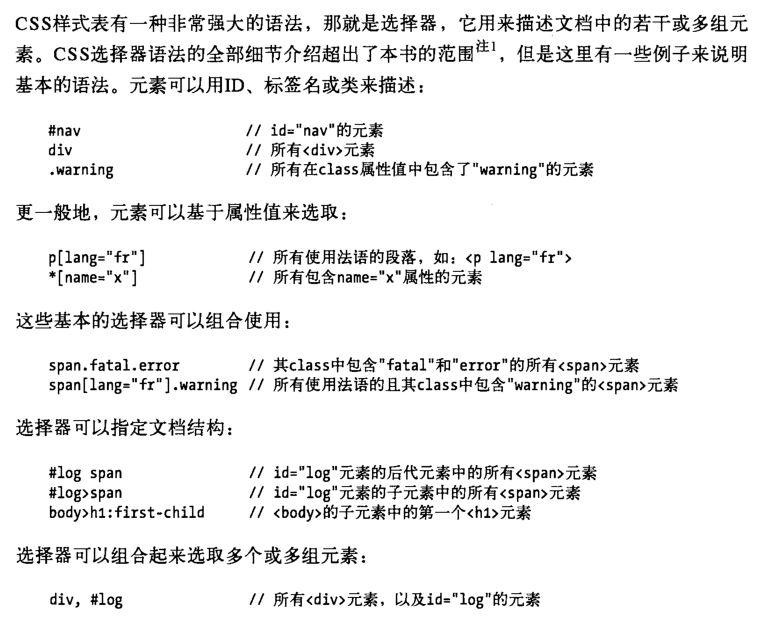 CSS样式表有一种非常强大的语法，那就是选择器，它用来描述文档中的若干或多组元
素。CSS选择器语法的全部细节介绍超出了本书的范围注1，但是这里有一些例子来说明
基本的语法。元素可以用ID、标签名或类来描述：
#nav // id="nav"的元素
div // 所有<div>元素
.warning // 所有在class属性值中包含了"warning"的元素
更一般地，元素可以基于属性值来选取：
p[lang="fr"] // 所有使用法语的段落，如：<p lang="fr">
*[name="x"] // 所有包含name="x"属性的元素
这些基本的选择器可以组合使用：
span.fatal.error // 其class中包含"fatal"和"error"的所有<span>元素
span[lang="fr"].warning // 所有使用法语的且其class中包含"warning"的<span>元素
选择器可以指定文档结构：
#log span // id="log"元素的后代元素中的所有<span>元素
#log>span // id="log"元素的子元素中的所有<span>元素
body>h1:first-child // <body>的子元素中的第一个<h1>元素
选择器可以组合起来选取多个或多组元素：
div, #log // 所有<div>元素，以及id="log"的元素